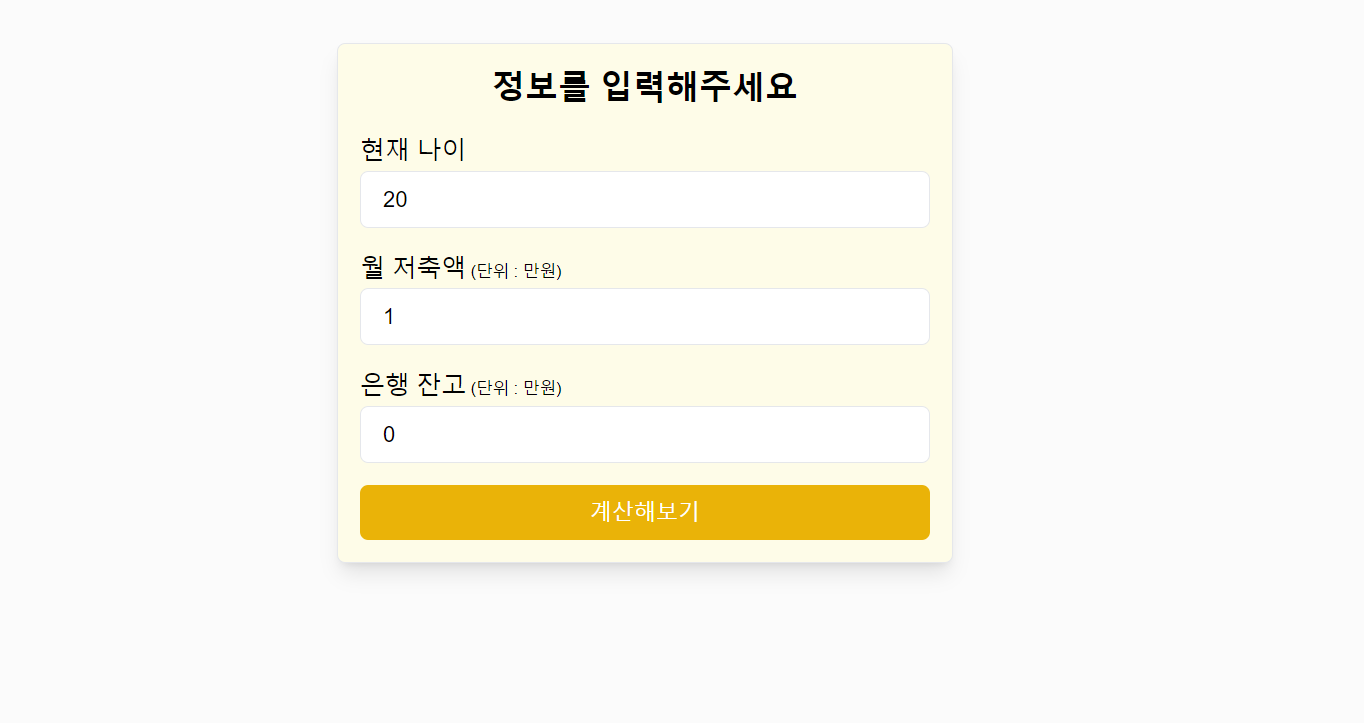 정보를 입력해주세요
현재 나이
20
월 저축액 (단위 : 만원)
1
은행 잔고 (단위 : 만원)
0
계산해보기